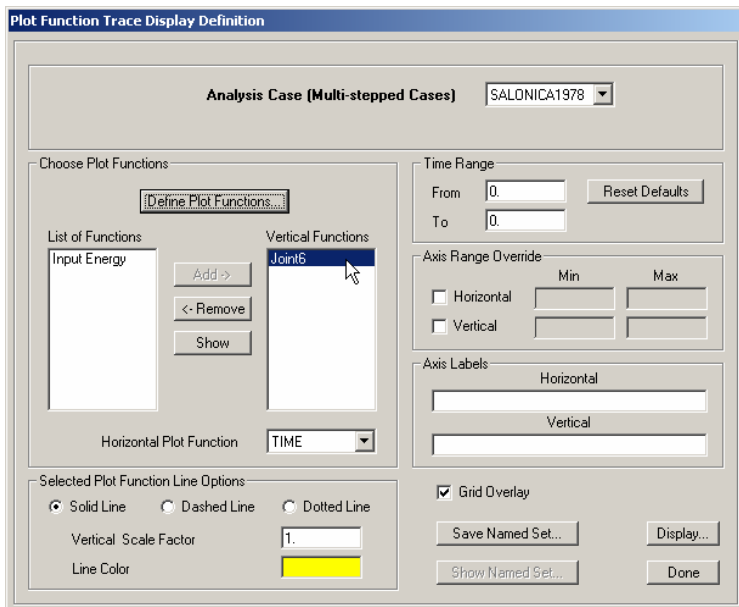 Plot Function Trace Display Definition
Analysis Case (Multi-stepped Cases)
SALONICA1978
Choose Plot Functions
Define Plot Functions...
List of Functions
Vertical Functions
Input Energy
Joint6
Add ->
<- Remove
Show
Horizontal Plot Function
TIME
Selected Plot Function Line Options
Solid Line
Dashed Line
Dotted Line
Vertical Scale Factor
1.
Line Color
Time Range
From
0.
Reset Defaults
To
0.
Axis Range Override
Min
Max
Horizontal
Vertical
Axis Labels
Horizontal
Vertical
Grid Overlay
Save Named Set...
Display...
Show Named Set...
Done